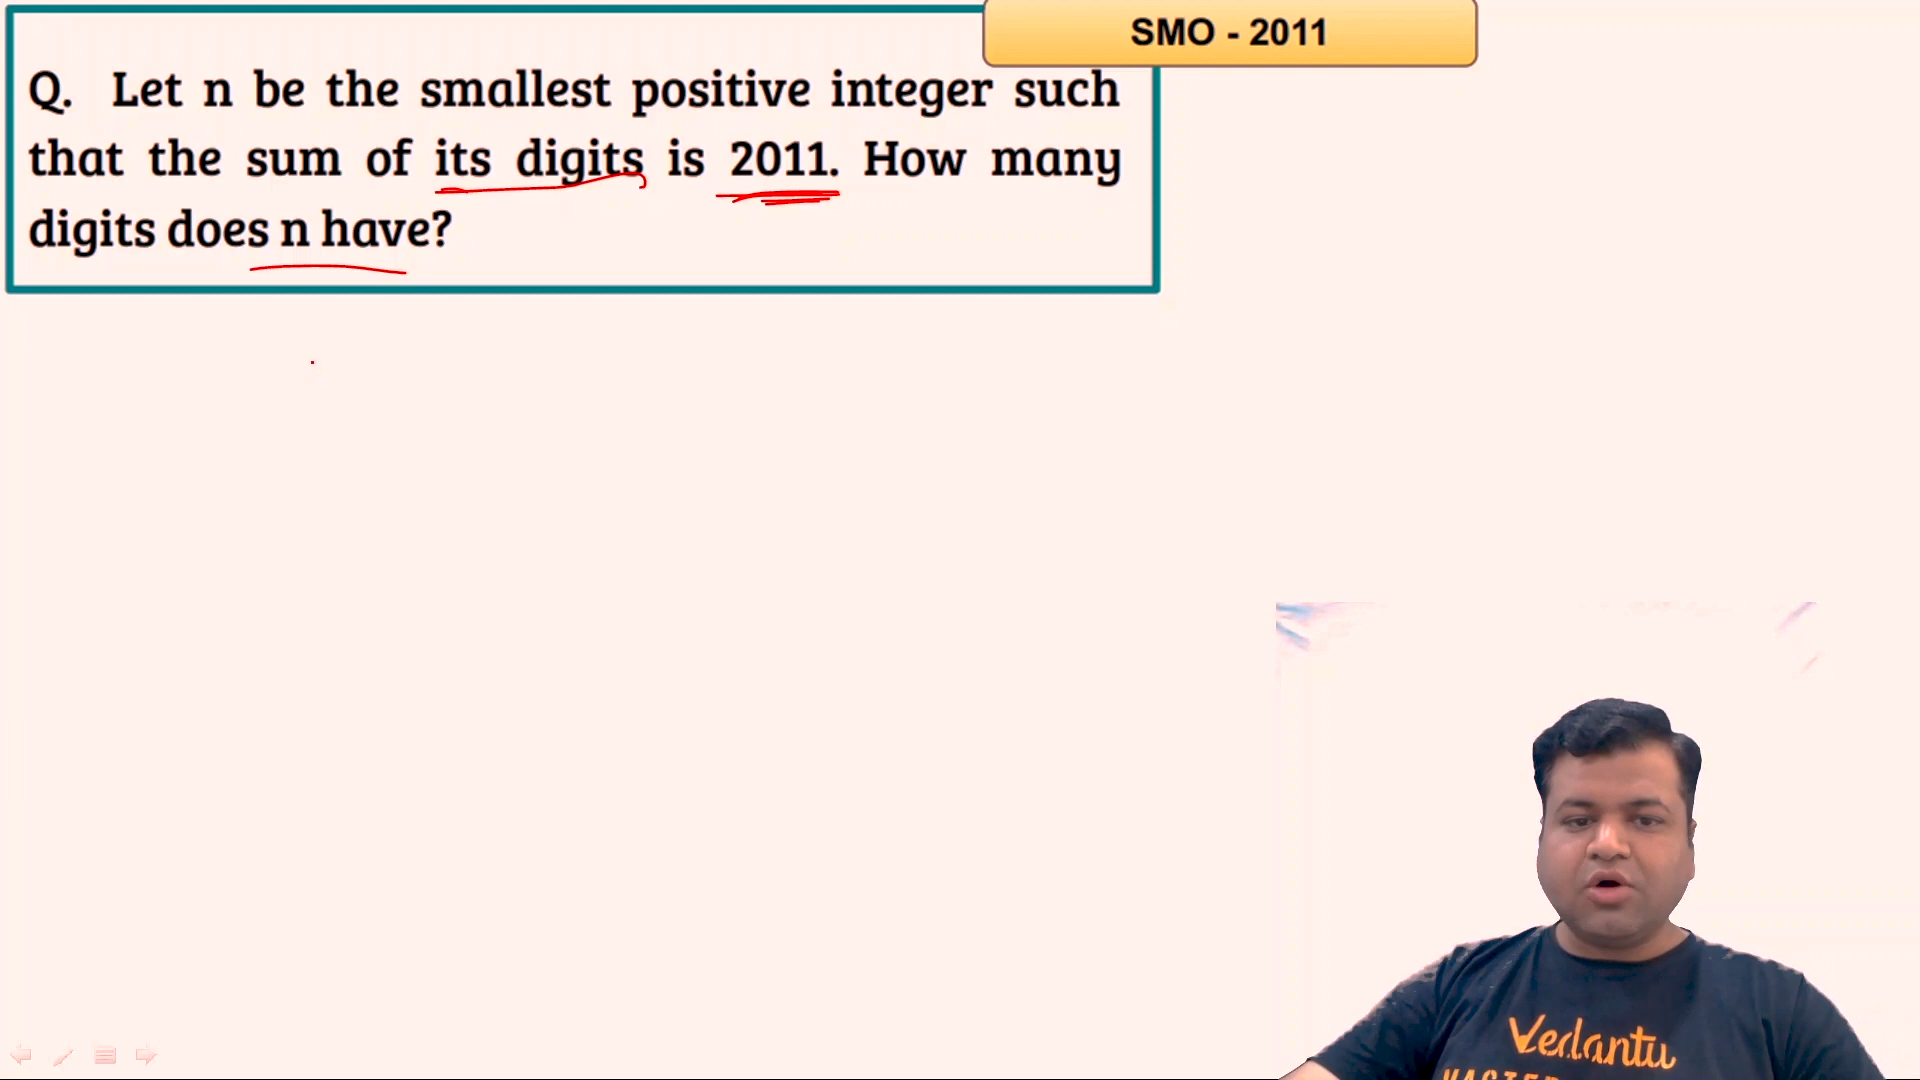 SMO - 2011
Q. Let n be the smallest positive integer such
that the sum of its digits is 2011. How many
digits does n have?
Vedantu